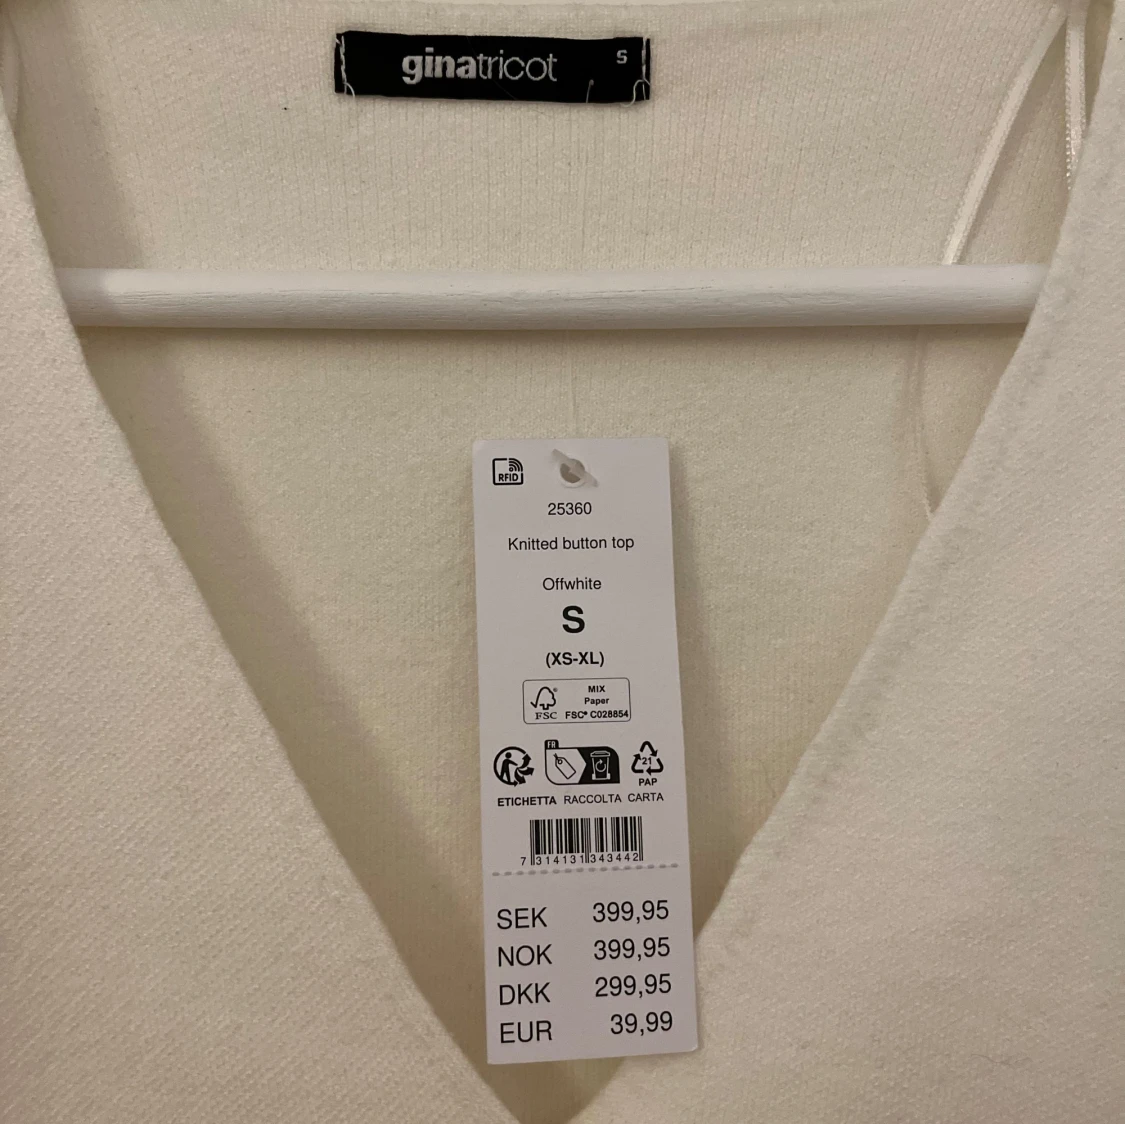 ginatricot S
RFID
25360
Knitted button top
Offwhite
S
(XS-XL)
FSC
MIX
Paper
FSC® C028854
FR
21
PAP
ETICHETTA RACCOLTA CARTA
7 314131 343442
SEK 399,95
NOK 399,95
DKK 299,95
EUR 39,99